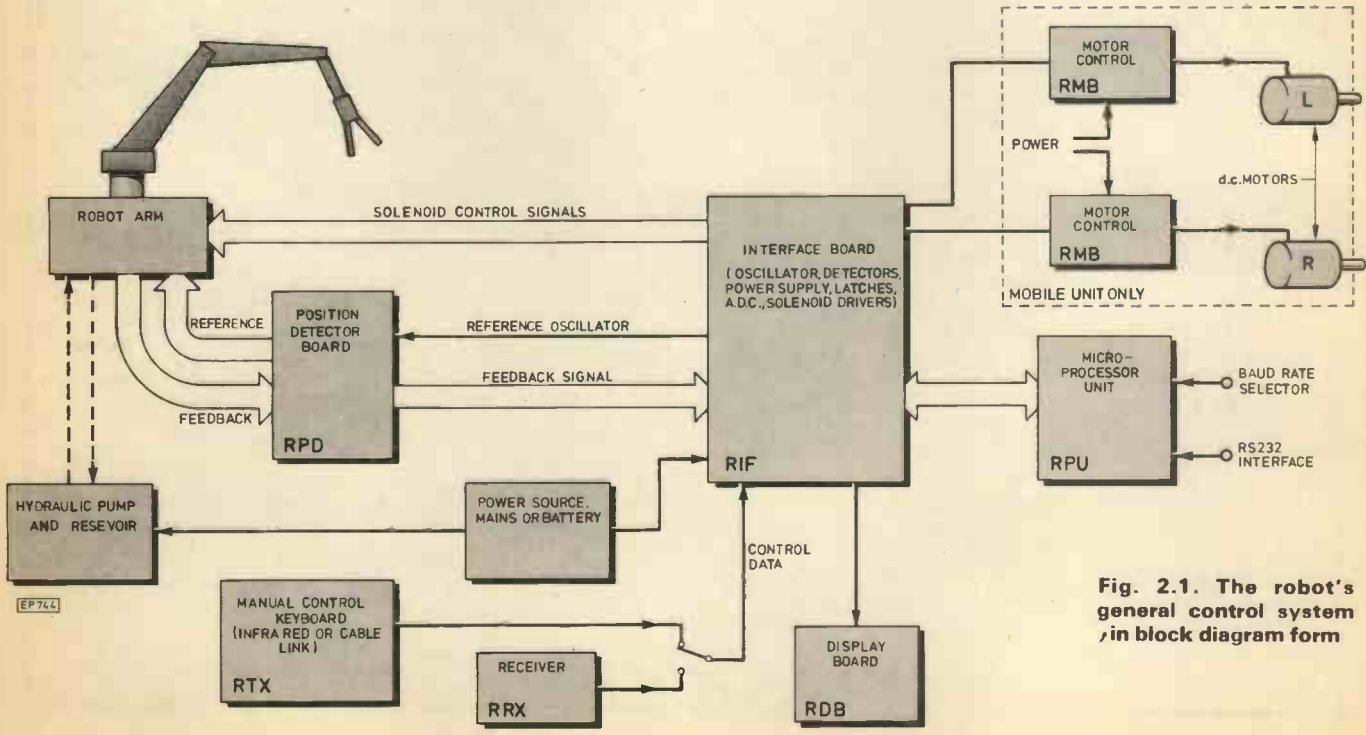 ROBOT ARM
SOLENOID CONTROL SIGNALS
REFERENCE
FEEDBACK
POSITION
DETECTOR
BOARD
RPD
REFERENCE OSCILLATOR
FEEDBACK SIGNAL
INTERFACE BOARD
(OSCILLATOR, DETECTORS,
POWER SUPPLY, LATCHES,
A.D.C., SOLENOID DRIVERS)
RIF
MOTOR
CONTROL
RMB
L
POWER
d.c. MOTORS
MOTOR
CONTROL
RMB
R
MOBILE UNIT ONLY
MICRO-
PROCESSOR
UNIT
RPU
BAUD RATE
SELECTOR
RS232
INTERFACE
HYDRAULIC PUMP
AND RESEVOIR
POWER SOURCE.
MAINS OR BATTERY
CONTROL
DATA
EP744
MANUAL CONTROL
KEYBOARD
(INFRA RED OR CABLE
LINK)
RTX
RECEIVER
RRX
DISPLAY
BOARD
RDB
Fig. 2.1. The robot's
general control system
, in block diagram form